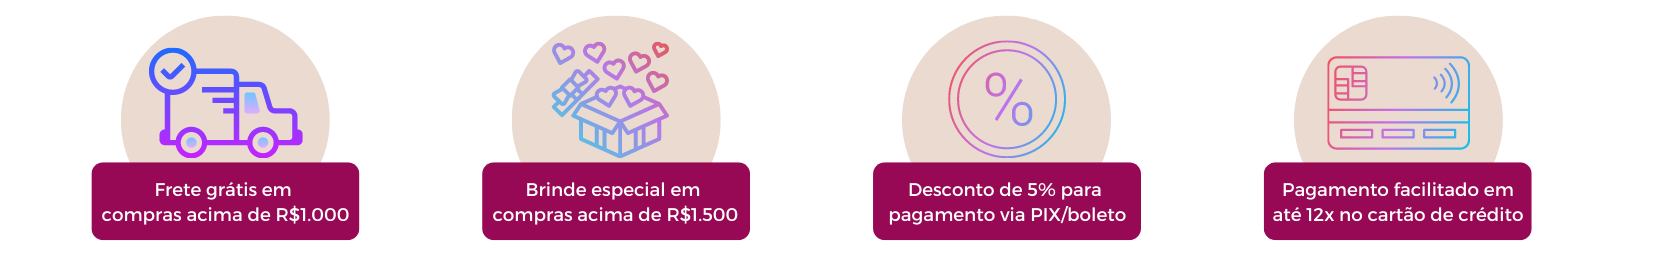 Frete grátis em
compras acima de R$1.000
Brinde especial em
compras acima de R$1.500
%
Desconto de 5% para
pagamento via PIX/boleto
Pagamento facilitado em
até 12x no cartão de crédito